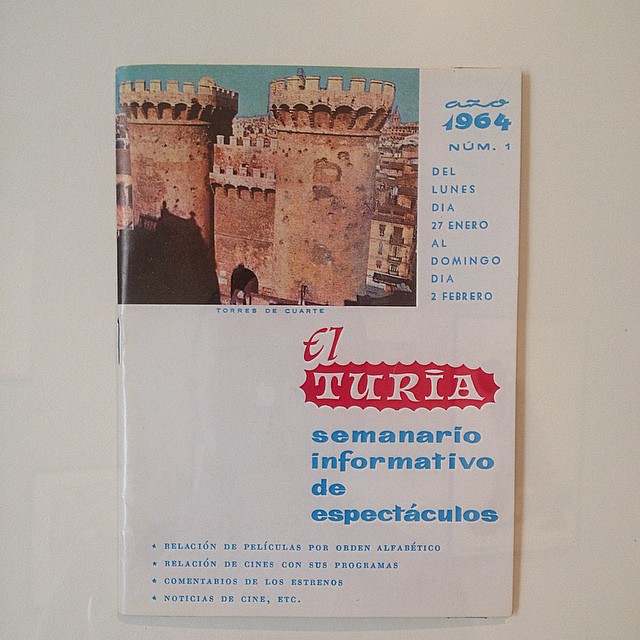 año
1964
NÚM. 1
DEL
LUNES
DIA
27 ENERO
AL
DOMINGO
DIA
2 FEBRERO
TORRES DE CUARTE
El
TURIA
semanario
informativo
de
espectáculos
* RELACIÓN DE PELÍCULAS POR ORDEN ALFABÉTICO
* RELACIÓN DE CINES CON SUS PROGRAMAS
* COMENTARIOS DE LOS ESTRENOS
* NOTICIAS DE CINE, ETC.